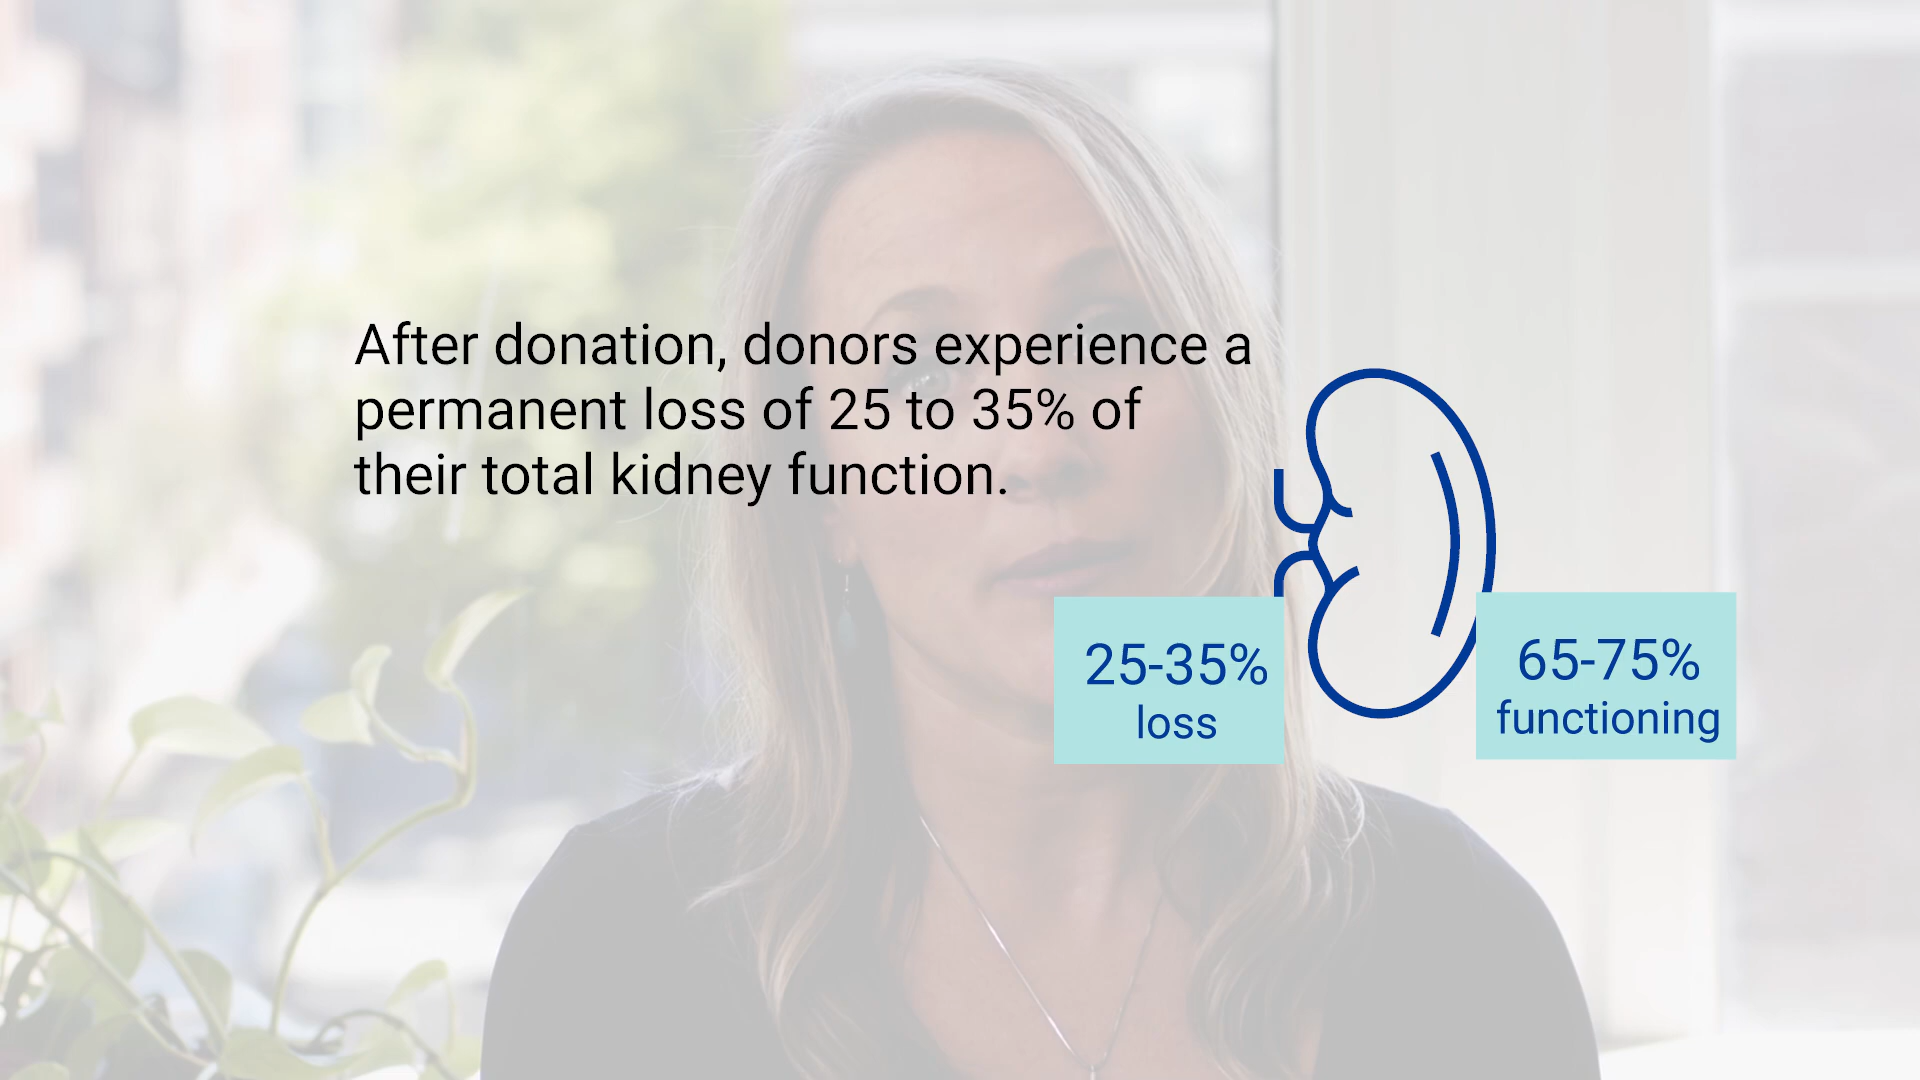 After donation, donors experience a
permanent loss of 25 to 35% of
their total kidney function.
25-35%
loss
65-75%
functioning